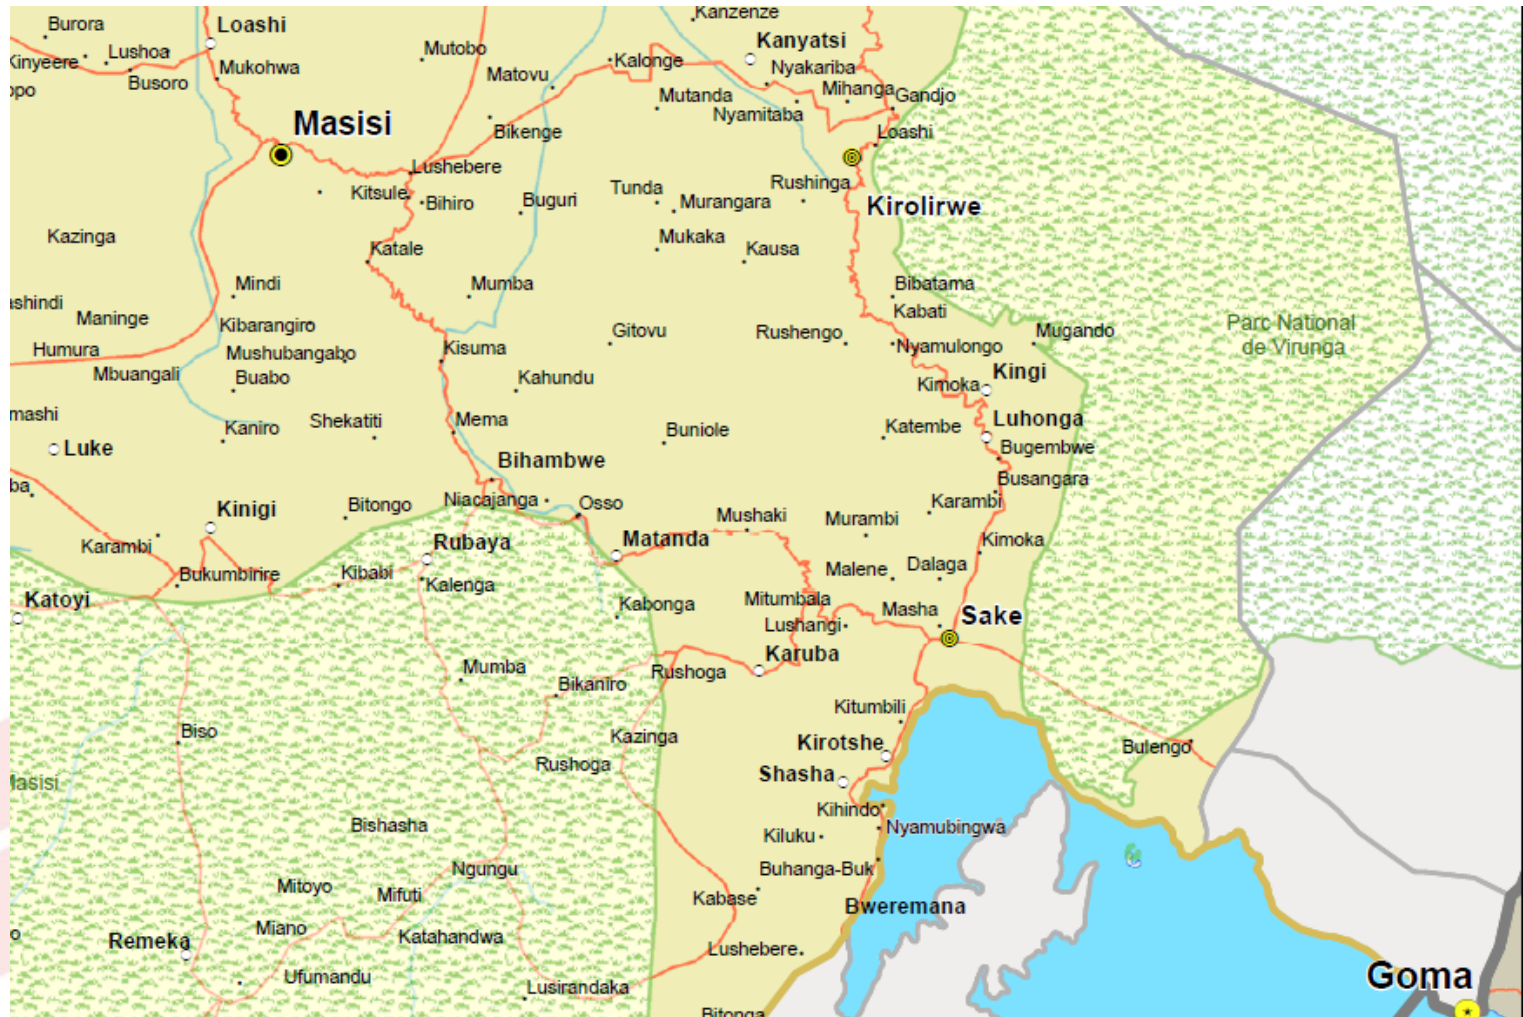 Burora
Loashi
Kanzenze
Kinyeere
Lushoa
Mutobo
Kalonge
Kanyatsi
Busoro
Mukohwa
Matovu
Nyakariba
Mihanga
Gandjo
Mutanda
Nyamitaba
Masisi
Bikenge
Loashi
Lushebere
Kitsule
Bihiro
Buguri
Tunda
Murangara
Rushinga
Kirolirwe
Kazinga
Katale
Mukaka
Kausa
Mindi
Mumba
Bibatama
Kabati
ashindi
Maninge
Kibarangiro
Gitovu
Rushengo
Mugando
Parc National
de Virunga
Humura
Mushubangabo
Kisuma
Nyamulongo
Mbuangali
Buabo
Kahundu
Kimoka
Kingi
mashi
Kaniro
Shekatiti
Mema
Buniole
Katembe
Luhonga
Luke
Bugembwe
Bihambwe
Busangara
ba
Kinigi
Bitongo
Niacajanga
Osso
Karambi
Mushaki
Murambi
Karambi
Rubaya
Matanda
Kimoka
Bukumbirire
Kibabi
Kalenga
Malene
Dalaga
Katoyi
Kabonga
Mitumbala
Masha
Lushangi
Sake
Mumba
Bikaniro
Rushoga
Karuba
Kitumbili
Biso
Kazinga
Kirotshe
Bulengo
Rushoga
Shasha
Masisi
Kihindo
Bishasha
Kiluku
Nyamubingwa
Ngungu
Buhanga-Buk
Mitoyo
Mifuti
Kabase
Bweremana
Miano
Katahandwa
Remeka
Lushebere
Ufumandu
Lusirandaka
Goma
Bitonga